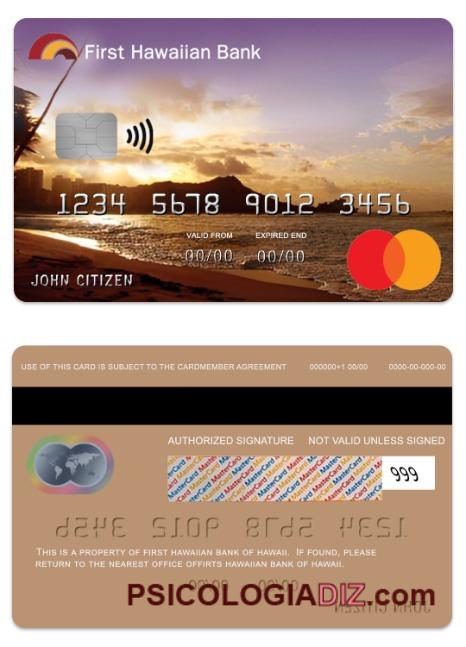 First Hawaiian Bank
1234 5678 9012 3456
VALID FROM EXPIRED END
00/00 00/00
JOHN CITIZEN
USE OF THIS CARD IS SUBJECT TO THE CARDMEMBER AGREEMENT 000000+1 00/00 0000-00-000-00
AUTHORIZED SIGNATURE NOT VALID UNLESS SIGNED
MasterCard MasterCard MasterCard
999
THIS IS A PROPERTY OF FIRST HAWAIIAN BANK OF HAWAII. IF FOUND, PLEASE
RETURN TO THE NEAREST OFFICE OFFIRTS HAWAIIAN BANK OF HAWAII.
PSICOLOGIADIZ.com